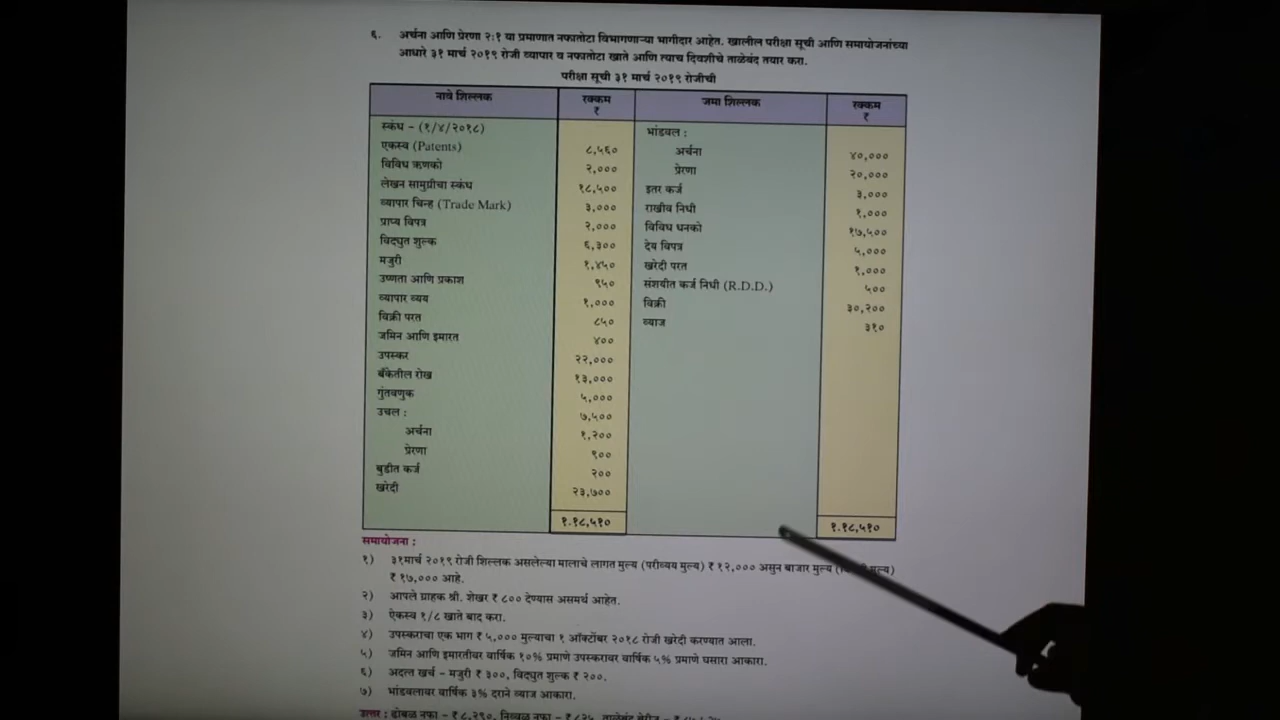 ६. अर्चना आणि प्रेरणा २:१ या प्रमाणात नफातोटा विभागणाऱ्या भागीदार आहेत. खालील परीक्षा सूची आणि समायोजनांच्या
आधारे ३१ मार्च २०१९ रोजी व्यापार व नफातोटा खाते आणि त्याच दिवशीचे ताळेबंद तयार करा.
परीक्षा सूची ३१ मार्च २०१९ रोजीची
नावे शिल्लक रक्कम ₹ जमा शिल्लक रक्कम ₹
स्कंध - (१/४/२०१८) ८,५६० भांडवल :
एकस्व (Patents) २,००० अर्चना ४०,०००
विविध ऋणको १८,५०० प्रेरणा २०,०००
लेखन सामुग्रीचा स्कंध ३,००० इतर कर्ज ३,०००
व्यापार चिन्ह (Trade Mark) २,००० राखीव निधी १,०००
प्राप्य विपत्र ६,३०० विविध धनको १७,५००
विद्युत शुल्क १,४५० देय विपत्र ५,०००
मजुरी ९५० खरेदी परत १,०००
उष्णता आणि प्रकाश १,००० संशयीत कर्ज निधी (R.D.D.) ५००
व्यापार व्यय ८५० विक्री ३०,२००
विक्री परत ४०० व्याज ३१०
जमिन आणि इमारत २२,०००
उपस्कर १३,०००
बँकेतील रोख ५,०००
गुंतवणुक ७,५००
उचल :
अर्चना १,२००
प्रेरणा ९००
बुडीत कर्ज २००
खरेदी २३,७००
१.१८,५१० १.१८,५१०
समायोजना :
१) ३१मार्च २०१९ रोजी शिल्लक असलेल्या मालाचे लागत मुल्य (परीव्यय मुल्य) ₹ १२,००० असुन बाजार मुल्य मुल्य)
₹ १७,००० आहे.
२) आपले ग्राहक श्री. शेखर ₹ ८०० देण्यास असमर्थ आहेत.
३) ऐकस्व १/८ खाते बाद करा.
४) उपस्कराचा एक भाग ₹ ५,००० मुल्याचा १ ऑक्टोंबर २०१८ रोजी खरेदी करण्यात आला.
५) जमिन आणि इमारतीवर वार्षिक १०% प्रमाणे उपस्करावर वार्षिक ५% प्रमाणे घसारा आकारा.
६) अदत्त खर्च - मजुरी ₹ ३००, विद्युत शुल्क ₹ २००.
७) भांडवलावर वार्षिक ३% दराने व्याज आकारा.
उत्तर : ढोबळ नफा - ₹ ८,२९०, निव्वळ नफा - ₹ ८२५, ताळेबंद बेरीज -